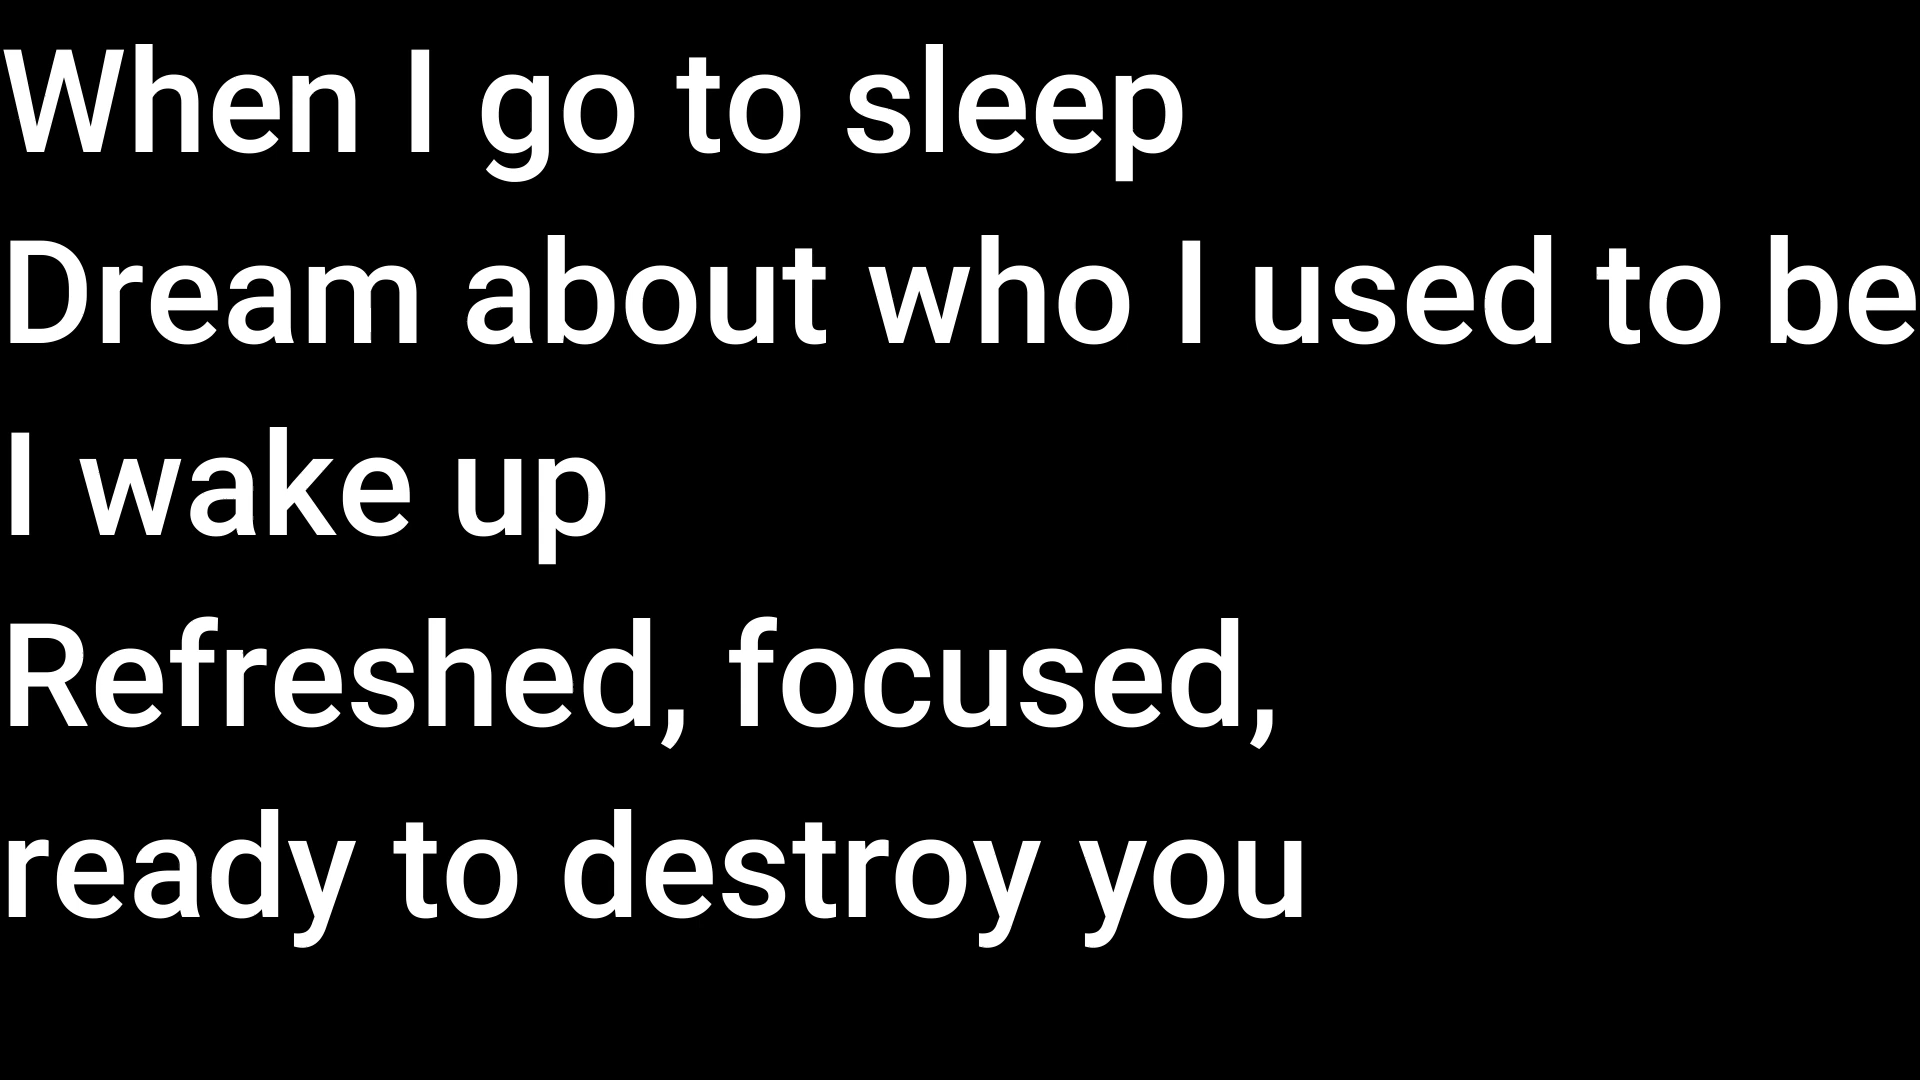 When I go to sleep
Dream about who I used to be
I wake up
Refreshed, focused,
ready to destroy you